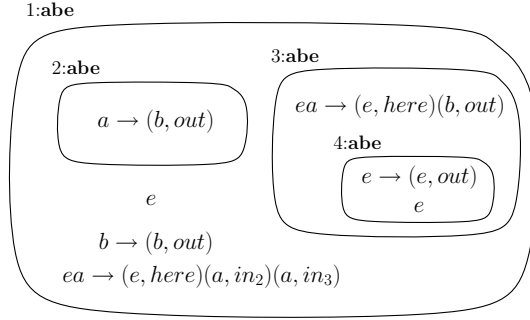 1:abe
2:abe
a → (b, out)
3:abe
ea → (e, here)(b, out)
4:abe
e → (e, out)
e
e
b → (b, out)
ea → (e, here)(a, in₂)(a, in₃)